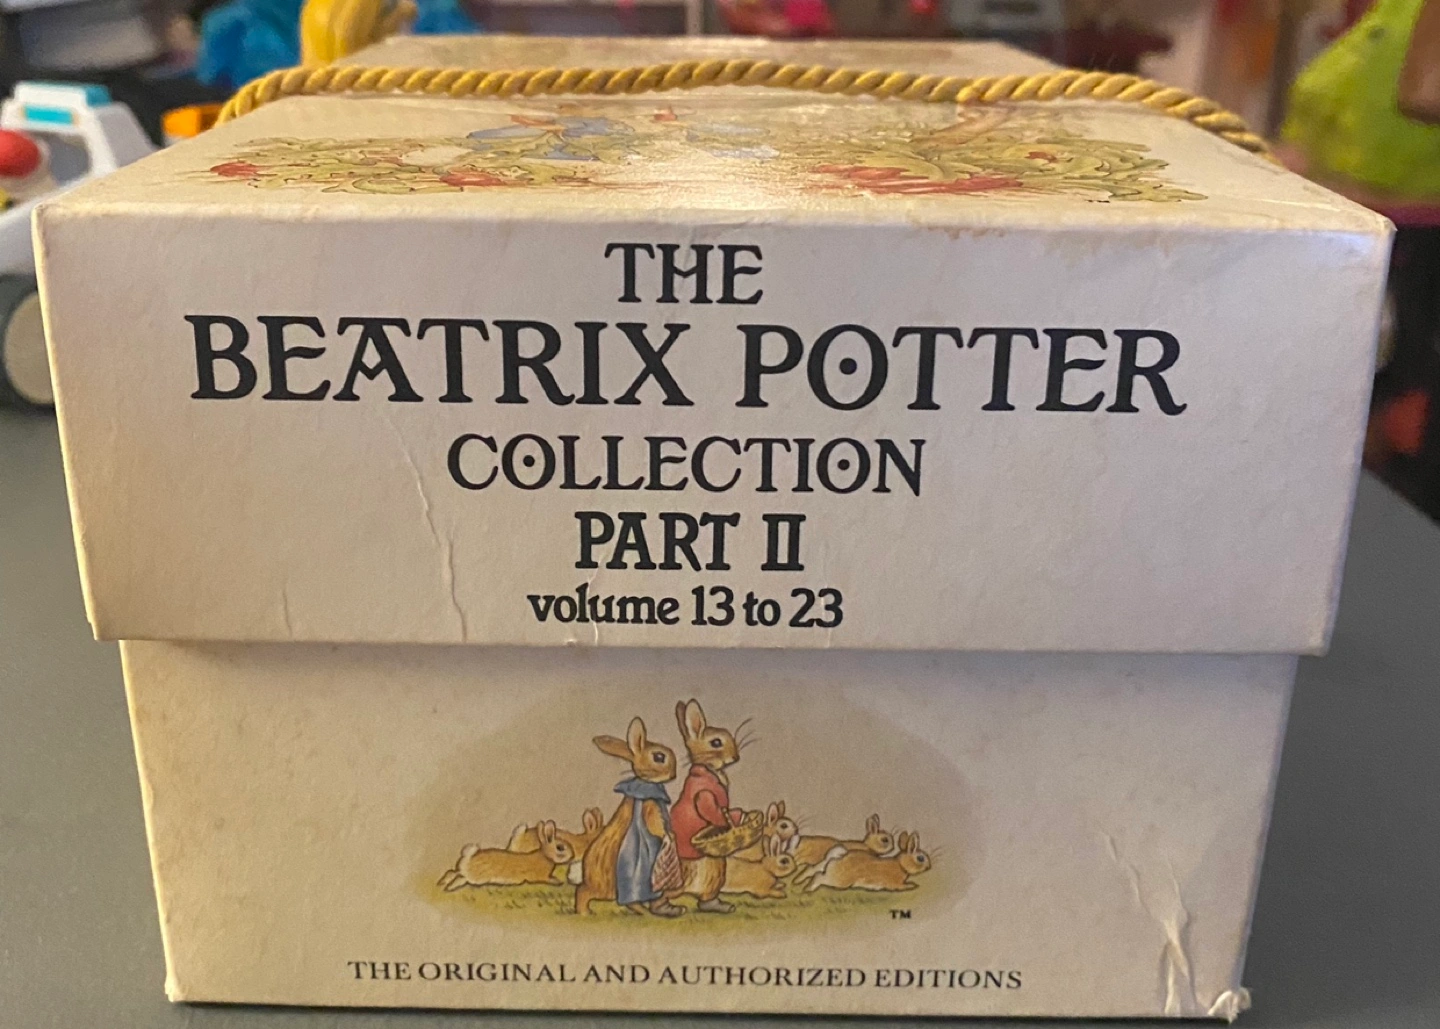 THE
BEATRIX POTTER
COLLECTION
PART II
volume 13 to 23
TM
THE ORIGINAL AND AUTHORIZED EDITIONS